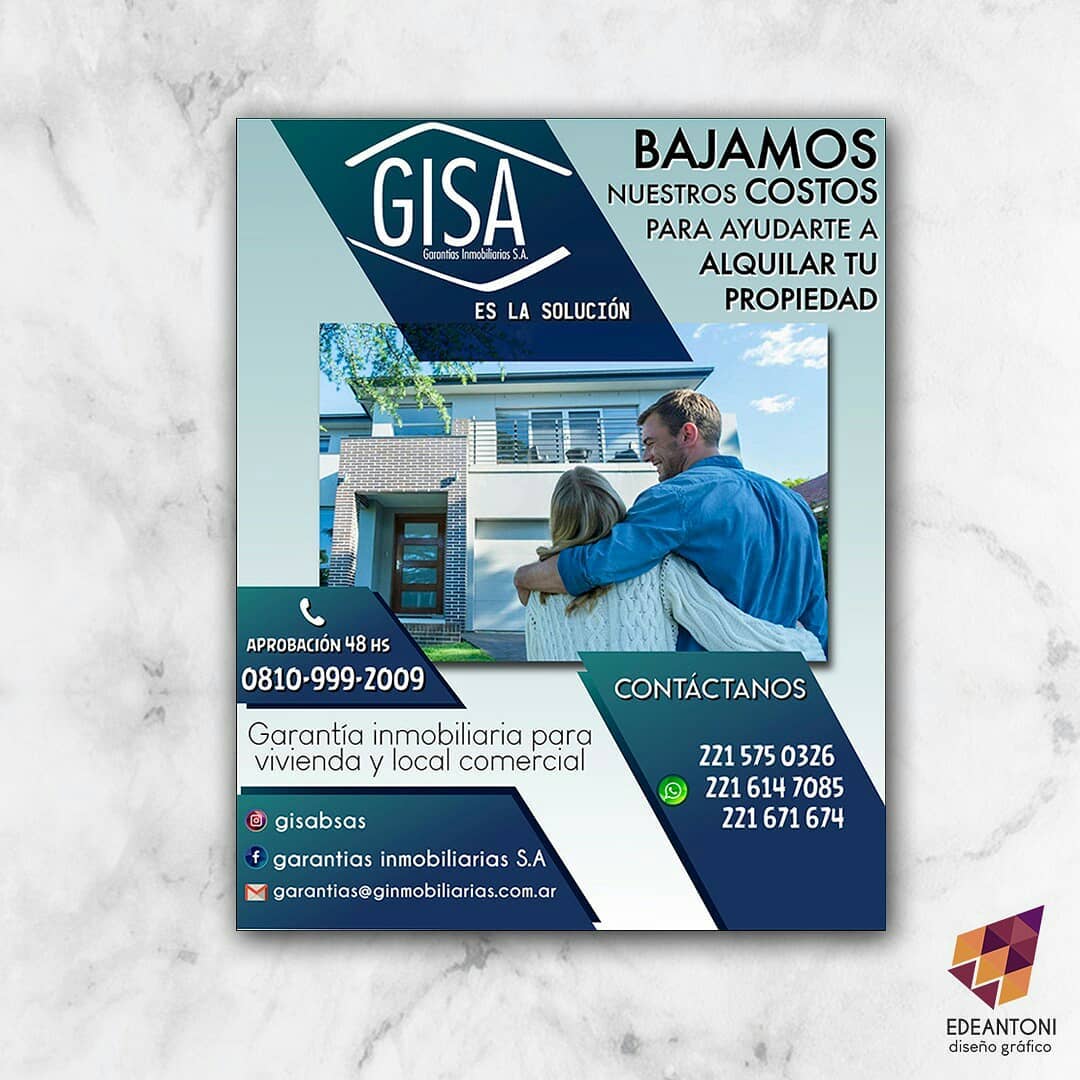 GISA
Garantías Inmobiliarias S.A.
ES LA SOLUCIÓN
BAJAMOS
NUESTROS COSTOS
PARA AYUDARTE A
ALQUILAR TU
PROPIEDAD
APROBACIÓN 48 HS
0810-999-2009
Garantía inmobiliaria para
vivienda y local comercial
gisabsas
garantias inmobiliarias S.A
garantias@ginmobiliarias.com.ar
CONTÁCTANOS
221 575 0326
221 614 7085
221 671 674
EDEANTONI
diseño gráfico